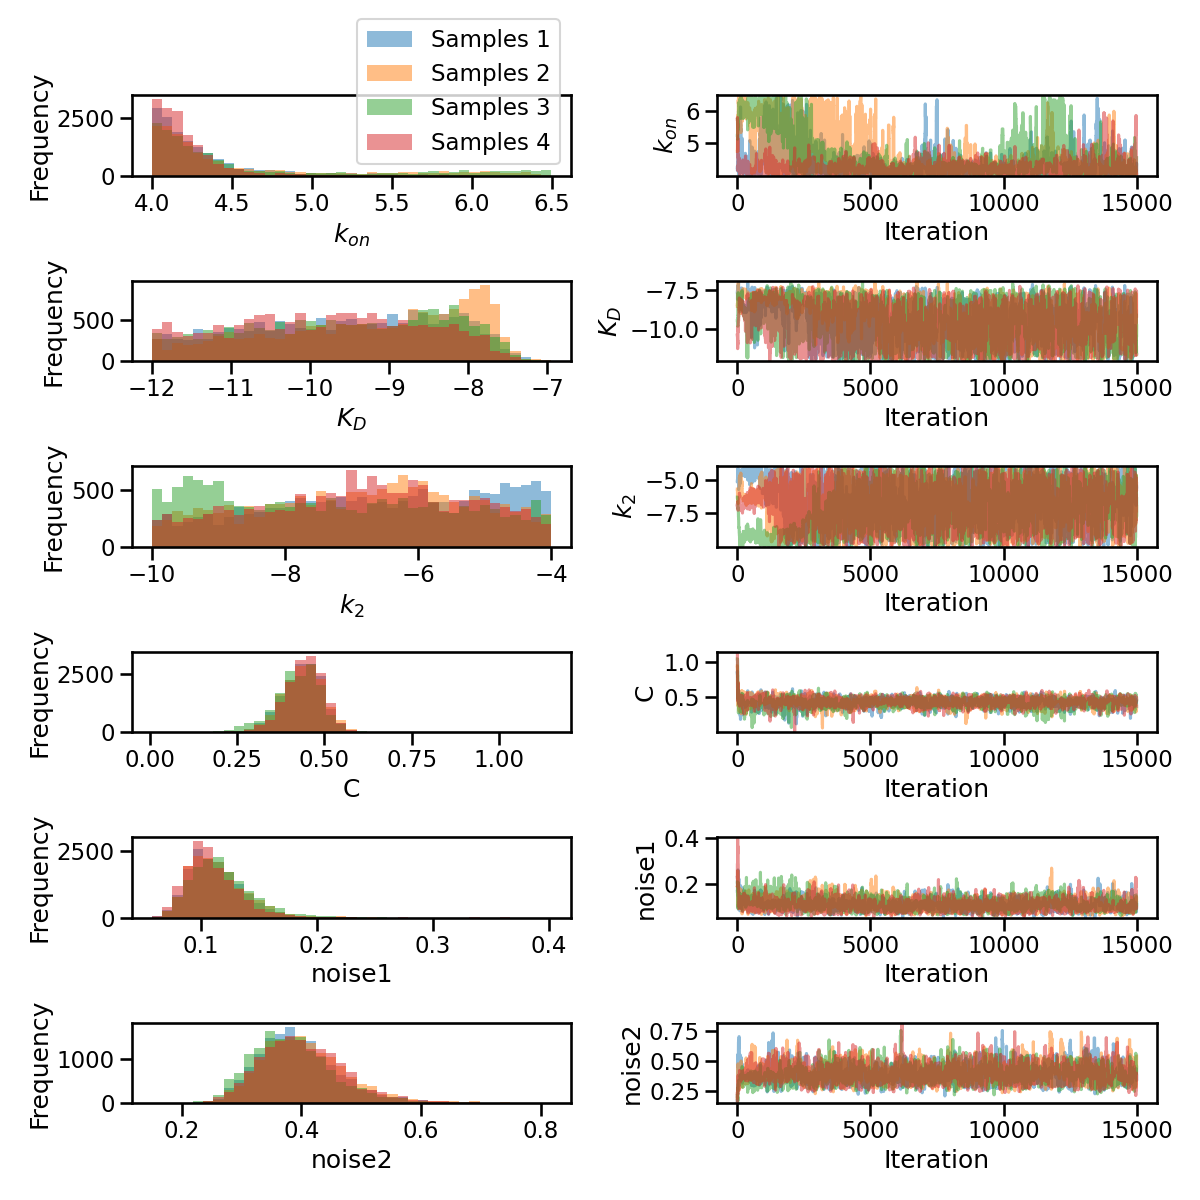 Samples 1
Samples 2
Samples 3
Samples 4
Frequency
2500
0
4.0 4.5 5.0 5.5 6.0 6.5
k_on
k_on
6
5
0 5000 10000 15000
Iteration
Frequency
500
0
−12 −11 −10 −9 −8 −7
K_D
K_D
−7.5
−10.0
0 5000 10000 15000
Iteration
Frequency
500
0
−10 −8 −6 −4
k_2
k_2
−5.0
−7.5
0 5000 10000 15000
Iteration
Frequency
2500
0
0.00 0.25 0.50 0.75 1.00
C
C
1.0
0.5
0 5000 10000 15000
Iteration
Frequency
2500
0
0.1 0.2 0.3 0.4
noise1
noise1
0.4
0.2
0 5000 10000 15000
Iteration
Frequency
1000
0
0.2 0.4 0.6 0.8
noise2
noise2
0.75
0.50
0.25
0 5000 10000 15000
Iteration